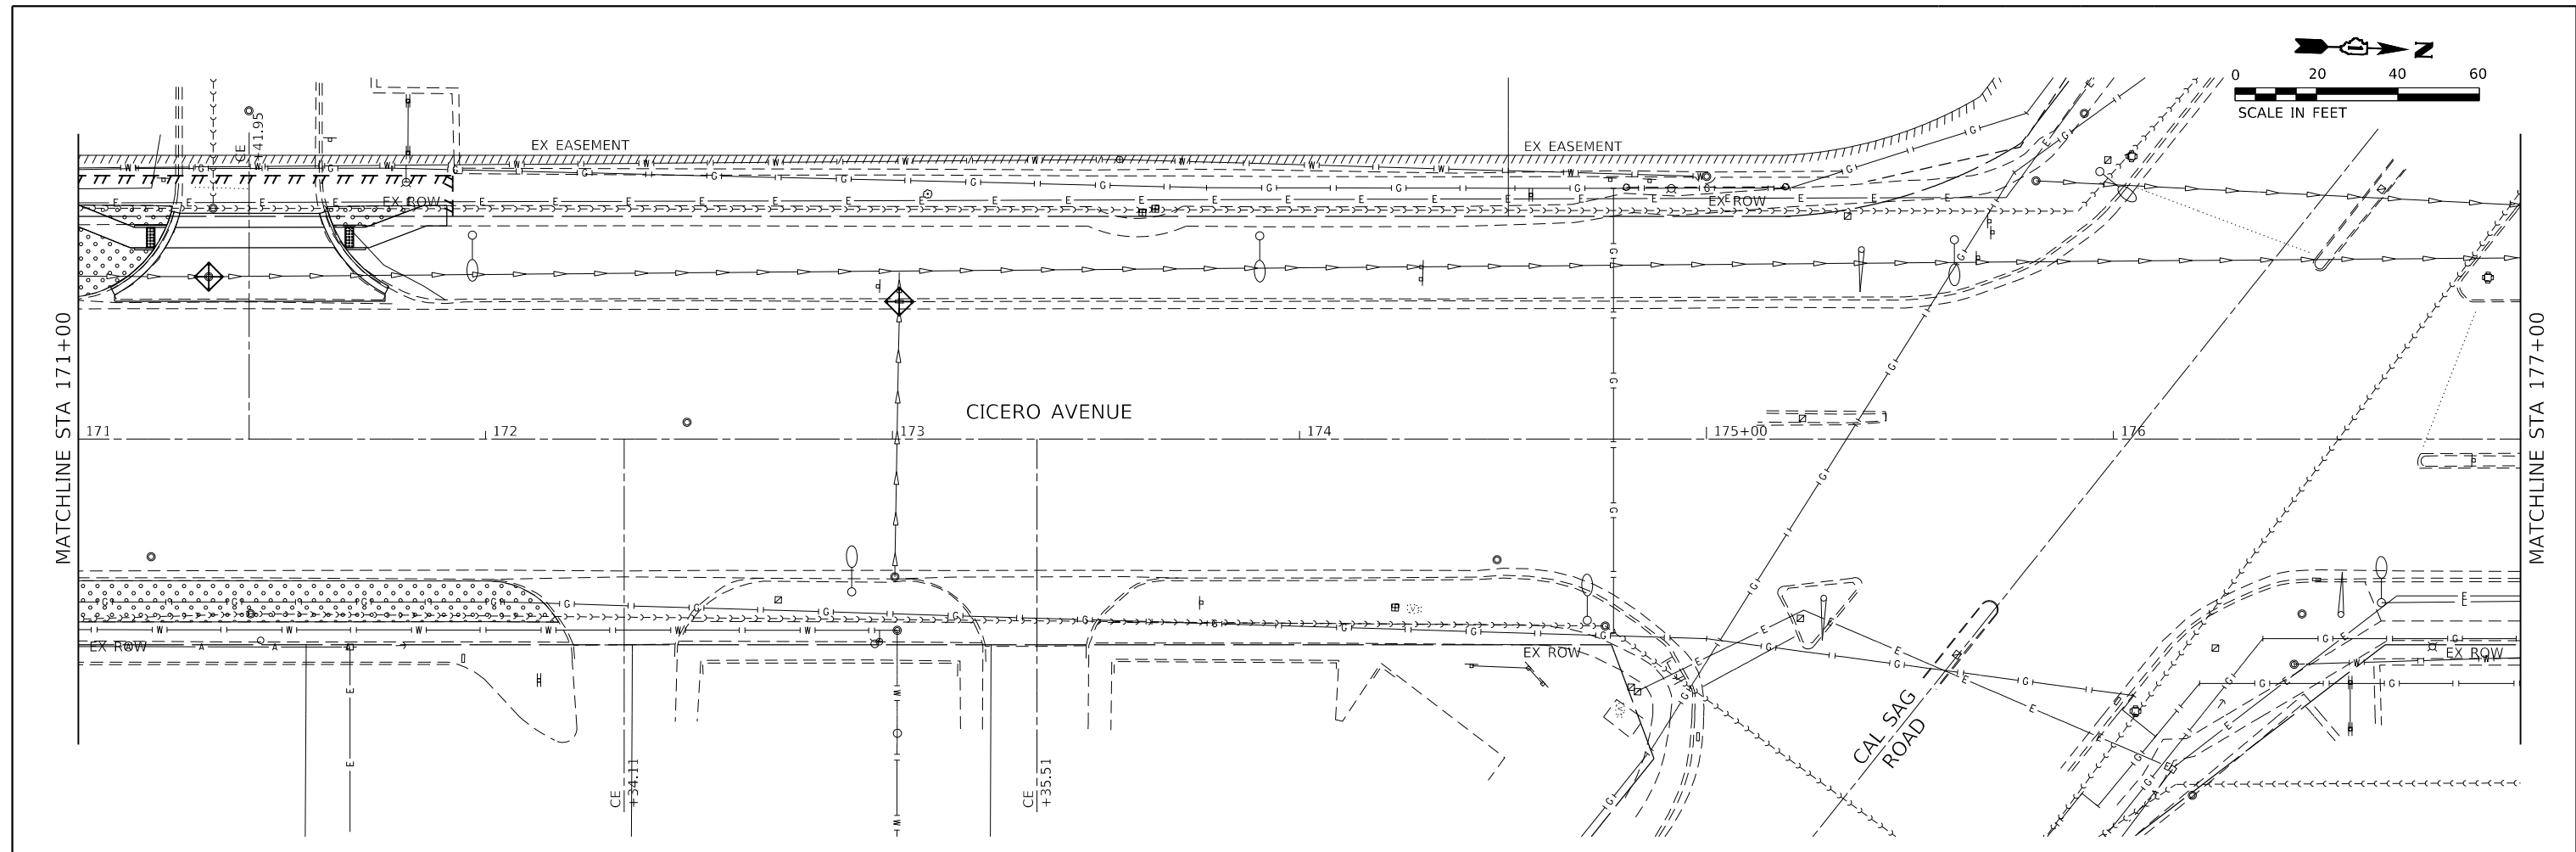 N
0 20 40 60
SCALE IN FEET
CE
+41.95
EX EASEMENT
EX EASEMENT
EX ROW
EX ROW
MATCHLINE STA 171+00
MATCHLINE STA 177+00
CICERO AVENUE
171 172 173 174 175+00 176
EX ROW
EX ROW
EX ROW
CAL SAG
ROAD
CE
+34.11
CE
+35.51